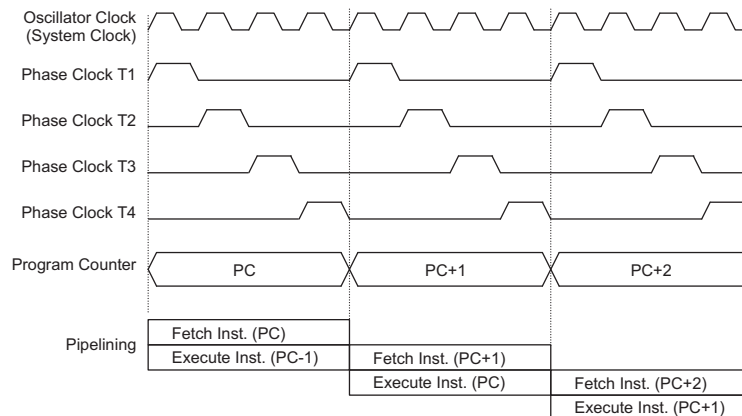 Oscillator Clock
(System Clock)
Phase Clock T1
Phase Clock T2
Phase Clock T3
Phase Clock T4
Program Counter
PC
PC+1
PC+2
Pipelining
Fetch Inst. (PC)
Execute Inst. (PC-1)
Fetch Inst. (PC+1)
Execute Inst. (PC)
Fetch Inst. (PC+2)
Execute Inst. (PC+1)